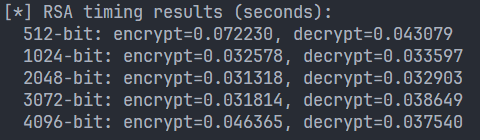 [*] RSA timing results (seconds):
512-bit: encrypt=0.072230, decrypt=0.043079
1024-bit: encrypt=0.032578, decrypt=0.033597
2048-bit: encrypt=0.031318, decrypt=0.032903
3072-bit: encrypt=0.031814, decrypt=0.038649
4096-bit: encrypt=0.046365, decrypt=0.037540